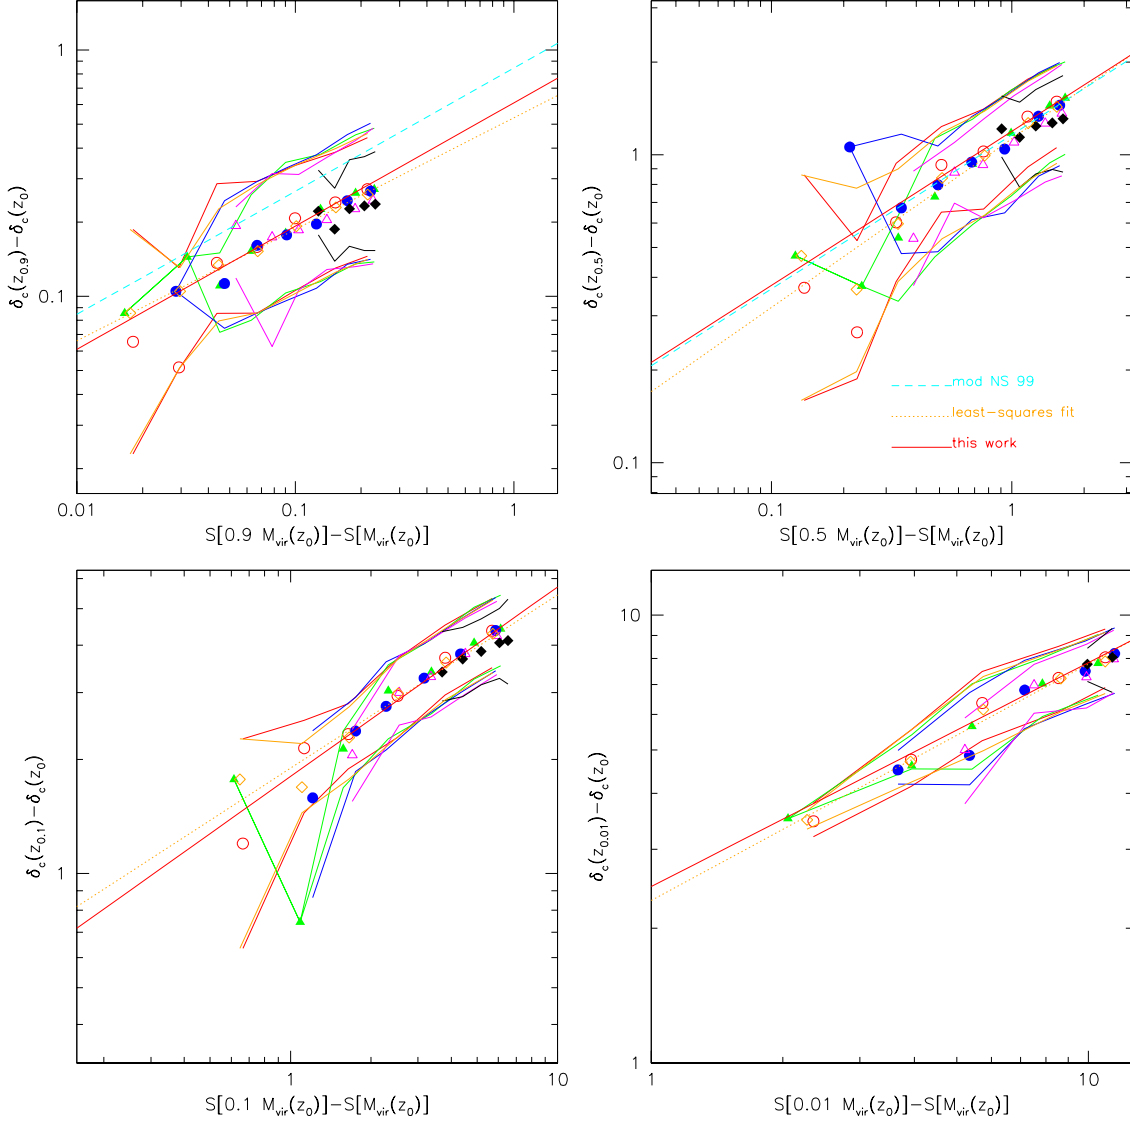 1
0.1
δc(z0.9)−δc(z0)
0.01
0.1
1
S[0.9 Mvir(z0)]−S[Mvir(z0)]
1
0.1
δc(z0.5)−δc(z0)
mod NS 99
least−squares fit
this work
0.1
1
S[0.5 Mvir(z0)]−S[Mvir(z0)]
1
δc(z0.1)−δc(z0)
1
10
S[0.1 Mvir(z0)]−S[Mvir(z0)]
10
1
δc(z0.01)−δc(z0)
1
10
S[0.01 Mvir(z0)]−S[Mvir(z0)]